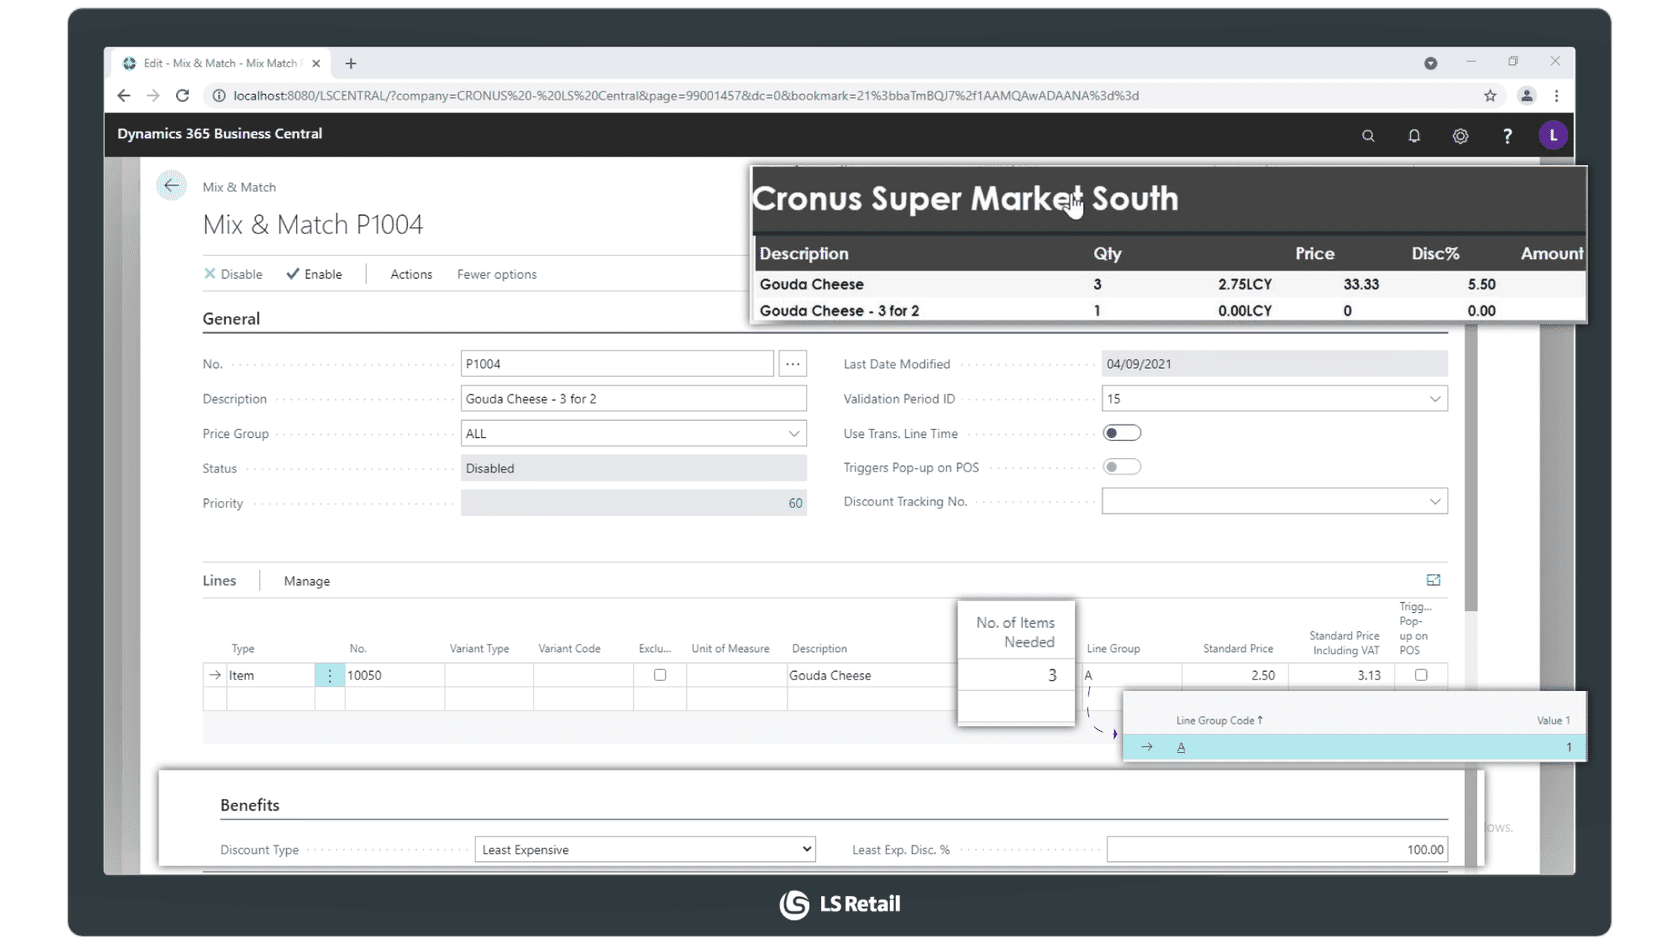 Edit - Mix & Match - Mix Match
localhost:8080/LSCENTRAL/?company=CRONUS%20-%20LS%20Central&page=99001457&dc=0&bookmark=21%3bbaTmBQJ7%2f1AAMQAwADAANA%3d%3d
Dynamics 365 Business Central
?
L
Mix & Match
Mix & Match P1004
Disable Enable Actions Fewer options
Cronus Super Market South
Description Qty Price Disc% Amount
Gouda Cheese 3 2.75LCY 33.33 5.50
Gouda Cheese - 3 for 2 1 0.00LCY 0 0.00
General
No. P1004 ... Last Date Modified 04/09/2021
Description Gouda Cheese - 3 for 2 Validation Period ID 15
Price Group ALL Use Trans. Line Time
Status Disabled Triggers Pop-up on POS
Priority 60 Discount Tracking No.
Lines Manage
Type No. Variant Type Variant Code Exclu... Unit of Measure Description No. of Items Needed Line Group Standard Price Standard Price Including VAT Trigg... Pop-up on POS
Item 10050 Gouda Cheese 3 A 2.50 3.13
Line Group Code↑ Value 1
A 1
Benefits
Discount Type Least Expensive Least Exp. Disc. % 100.00
LS Retail